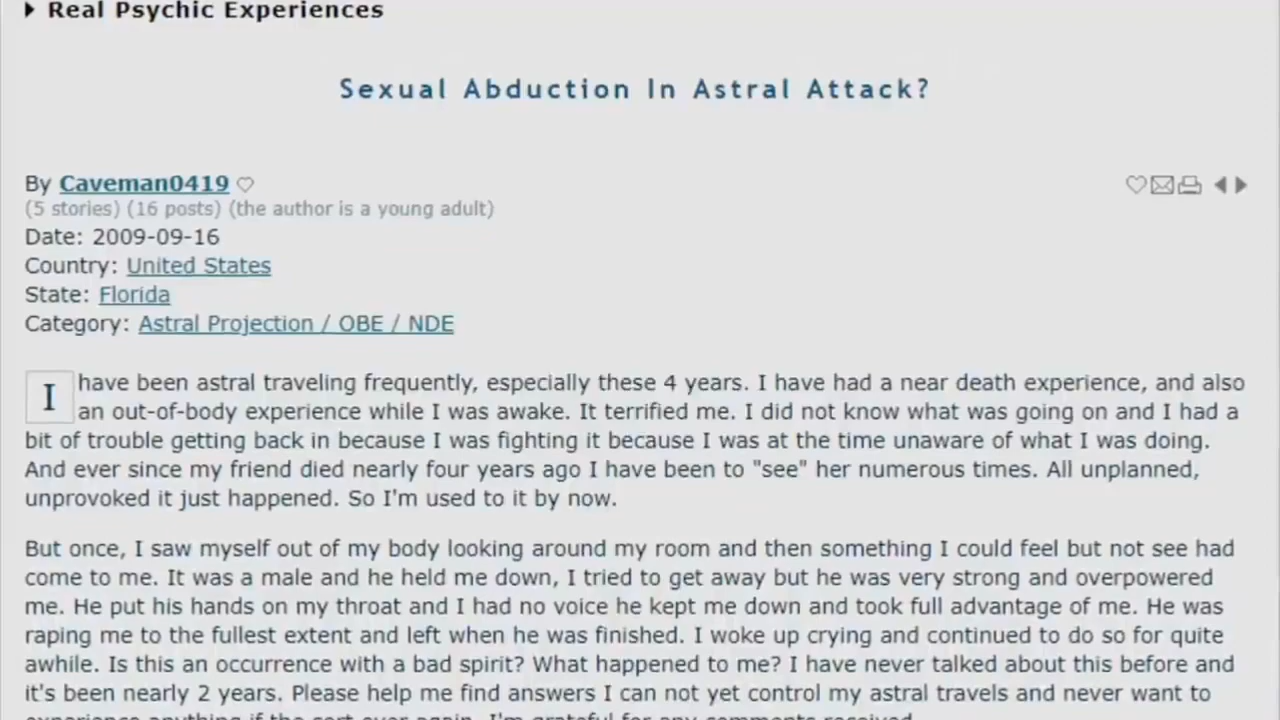 Real Psychic Experiences
Sexual Abduction In Astral Attack?
By Caveman0419
(5 stories) (16 posts) (the author is a young adult)
Date: 2009-09-16
Country: United States
State: Florida
Category: Astral Projection / OBE / NDE
I have been astral traveling frequently, especially these 4 years. I have had a near death experience, and also
an out-of-body experience while I was awake. It terrified me. I did not know what was going on and I had a
bit of trouble getting back in because I was fighting it because I was at the time unaware of what I was doing.
And ever since my friend died nearly four years ago I have been to "see" her numerous times. All unplanned,
unprovoked it just happened. So I'm used to it by now.
But once, I saw myself out of my body looking around my room and then something I could feel but not see had
come to me. It was a male and he held me down, I tried to get away but he was very strong and overpowered
me. He put his hands on my throat and I had no voice he kept me down and took full advantage of me. He was
raping me to the fullest extent and left when he was finished. I woke up crying and continued to do so for quite
awhile. Is this an occurrence with a bad spirit? What happened to me? I have never talked about this before and
it's been nearly 2 years. Please help me find answers I can not yet control my astral travels and never want to
experience anything if the sort ever again. I'm grateful for any comments received